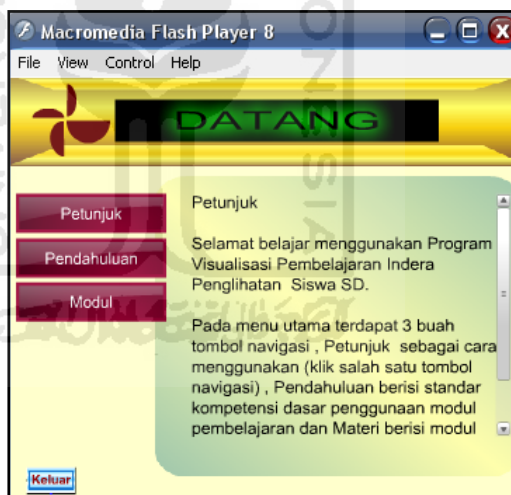 Macromedia Flash Player 8
File View Control Help
DATANG
Petunjuk
Pendahuluan
Modul
Petunjuk
Selamat belajar menggunakan Program
Visualisasi Pembelajaran Indera
Penglihatan Siswa SD.
Pada menu utama terdapat 3 buah
tombol navigasi , Petunjuk sebagai cara
menggunakan (klik salah satu tombol
navigasi) , Pendahuluan berisi standar
kompetensi dasar penggunaan modul
pembelajaran dan Materi berisi modul
Keluar